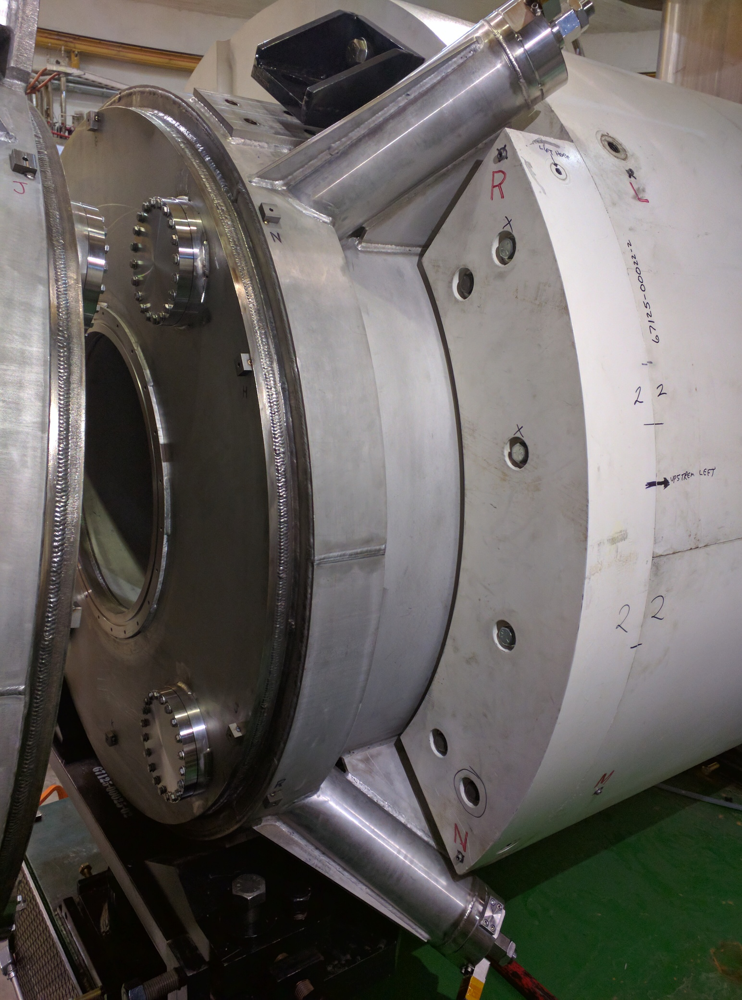 LIFT HERE
R
L
J
N
X
67125-00022-2
H
2 2
X
UPSTREM LEFT
2 2
R
M
N